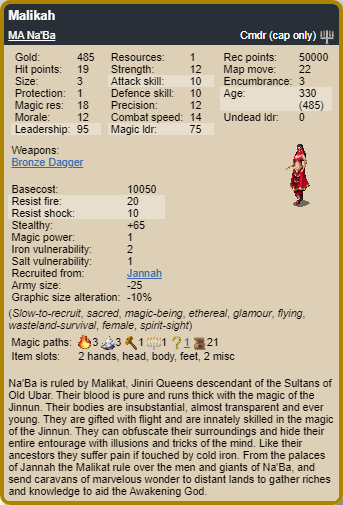 Malikah
MA Na'Ba Cmdr (cap only)
Gold: 485 Resources: 1 Rec points: 50000
Hit points: 19 Strength: 12 Map move: 22
Size: 3 Attack skill: 10 Encumbrance: 3
Protection: 1 Defence skill: 10 Age: 330
Magic res: 18 Precision: 12 (485)
Morale: 12 Combat speed: 14 Undead ldr: 0
Leadership: 95 Magic ldr: 75
Weapons:
Bronze Dagger
Basecost: 10050
Resist fire: 20
Resist shock: 10
Stealthy: +65
Magic power: 1
Iron vulnerability: 2
Salt vulnerability: 1
Recruited from: Jannah
Army size: -25
Graphic size alteration: -10%
(Slow-to-recruit, sacred, magic-being, ethereal, glamour, flying,
wasteland-survival, female, spirit-sight)
Magic paths: 3 3 1 1 ? 1 21
Item slots: 2 hands, head, body, feet, 2 misc
Na'Ba is ruled by Malikat, Jiniri Queens descendant of the Sultans of
Old Ubar. Their blood is pure and runs thick with the magic of the
Jinnun. Their bodies are insubstantial, almost transparent and ever
young. They are gifted with flight and are innately skilled in the magic
of the Jinnun. They can obfuscate their surroundings and hide their
entire entourage with illusions and tricks of the mind. Like their
ancestors they suffer pain if touched by cold iron. From the palaces
of Jannah the Malikat rule over the men and giants of Na'Ba, and
send caravans of marvelous wonder to distant lands to gather riches
and knowledge to aid the Awakening God.